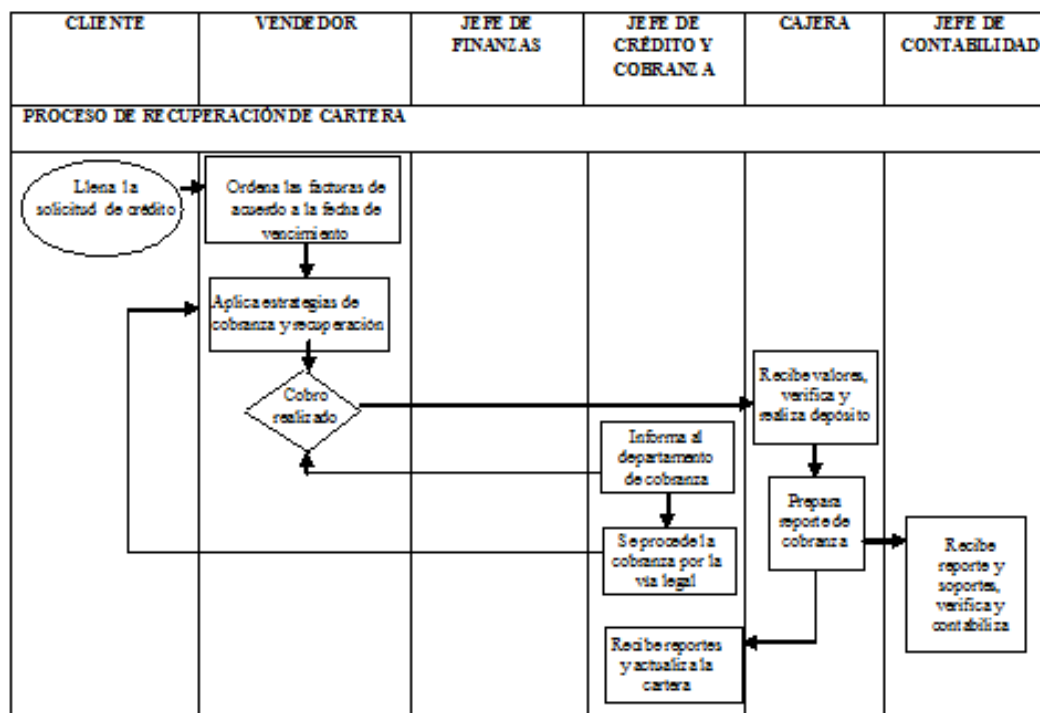 CLIENTE
VENDEDOR
JEFE DE
FINANZAS
JEFE DE
CRÉDITO Y
COBRANZA
CAJERA
JEFE DE
CONTABILIDAD
PROCESO DE RECUPERACIÓN DE CARTERA
Llena la
solicitud de crédito
Ordena las facturas de
acuerdo a la fecha de
vencimiento
Aplica estrategias de
cobranza y recuperación
Cobro
realizado
Recibe valores,
verifica y
realiza depósito
Informa al
departamento
de cobranza
Prepara
reporte de
cobranza
Se procede la
cobranza por la
via legal
Recibe
reporte y
soportes,
verifica y
contabiliza
Recibe reportes
y actualiza la
cartera